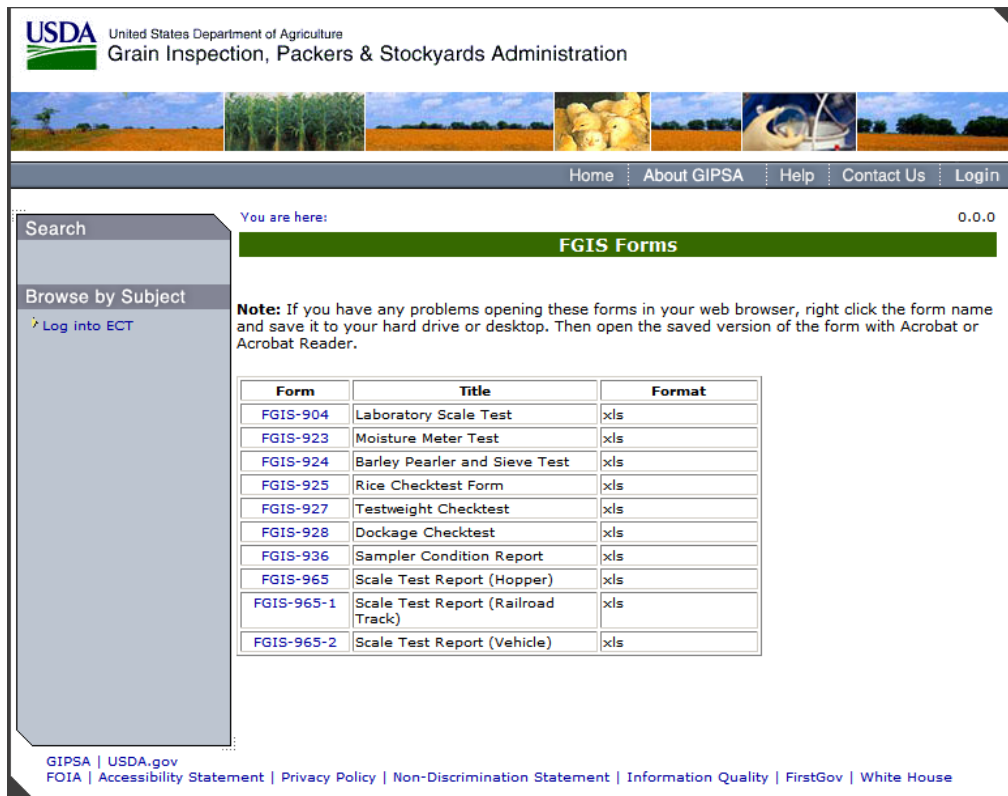 USDA United States Department of Agriculture
Grain Inspection, Packers & Stockyards Administration
Home About GIPSA Help Contact Us Login
Search
Browse by Subject
Log into ECT
You are here: 0.0.0
FGIS Forms
Note: If you have any problems opening these forms in your web browser, right click the form name
and save it to your hard drive or desktop. Then open the saved version of the form with Acrobat or
Acrobat Reader.
Form Title Format
FGIS-904 Laboratory Scale Test xls
FGIS-923 Moisture Meter Test xls
FGIS-924 Barley Pearler and Sieve Test xls
FGIS-925 Rice Checktest Form xls
FGIS-927 Testweight Checktest xls
FGIS-928 Dockage Checktest xls
FGIS-936 Sampler Condition Report xls
FGIS-965 Scale Test Report (Hopper) xls
FGIS-965-1 Scale Test Report (Railroad xls
Track)
FGIS-965-2 Scale Test Report (Vehicle) xls
GIPSA | USDA.gov
FOIA | Accessibility Statement | Privacy Policy | Non-Discrimination Statement | Information Quality | FirstGov | White House